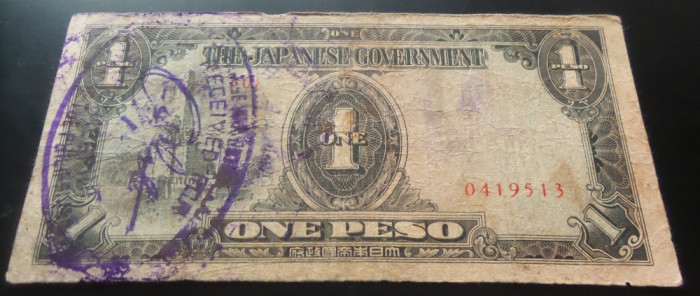 ONE
1 THE JAPANESE GOVERNMENT 1
1
ONE
0419513
1 ONE PESO 1
府政國帝本日大